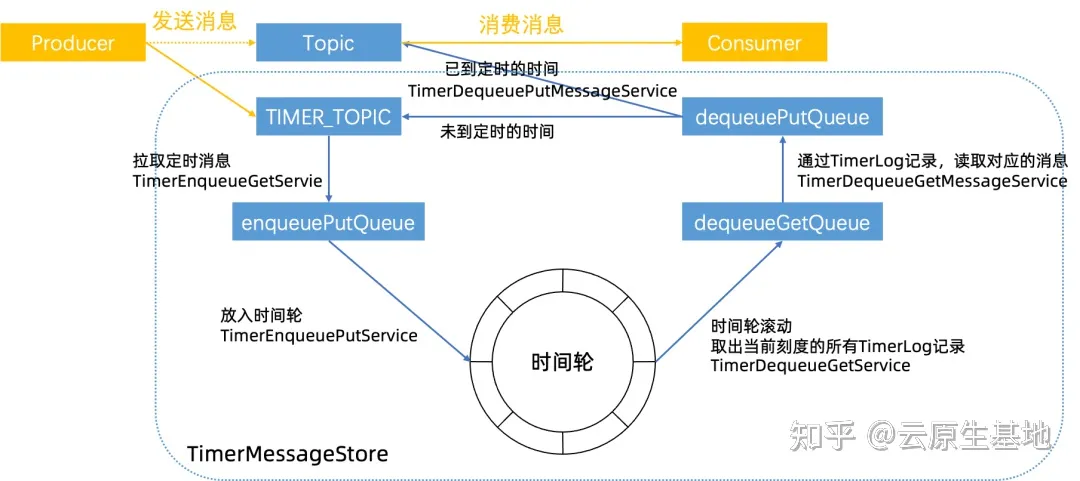 发送消息
消费消息
Producer
Topic
Consumer
已到定时的时间
TimerDequeuePutMessageService
TIMER_TOPIC
未到定时的时间
dequeuePutQueue
拉取定时消息
TimerEnqueueGetServie
通过TimerLog记录，读取对应的消息
TimerDequeueGetMessageService
enqueuePutQueue
dequeueGetQueue
放入时间轮
TimerEnqueuePutService
时间轮
时间轮滚动
取出当前刻度的所有TimerLog记录
TimerDequeueGetService
TimerMessageStore
知乎 @云原生基地